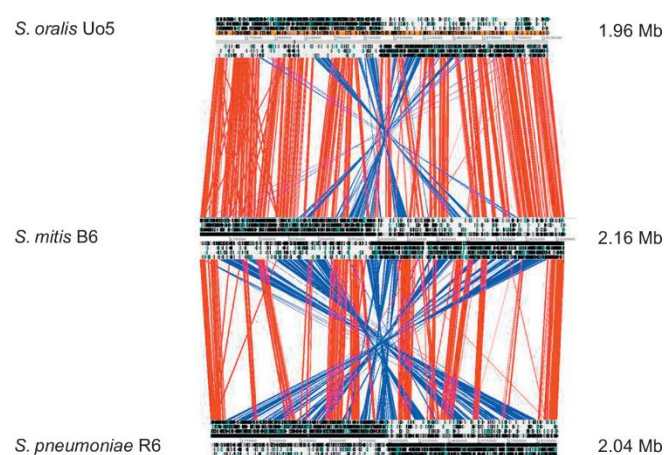 S. oralis Uo5 1.96 Mb
S. mitis B6 2.16 Mb
S. pneumoniae R6 2.04 Mb